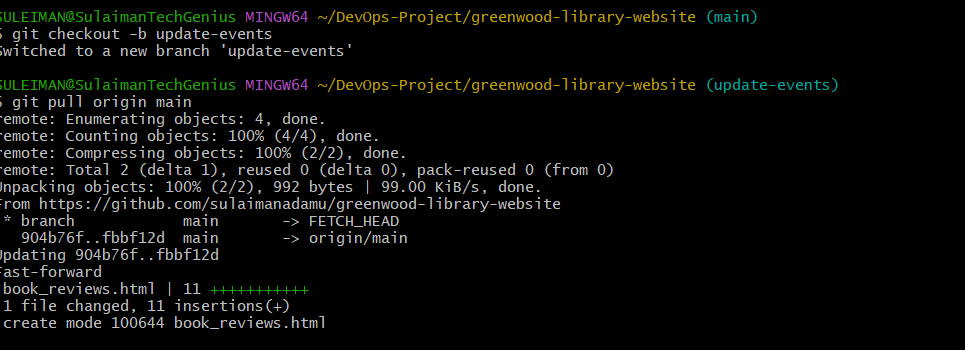 SULEIMAN@SulaimanTechGenius MINGW64 ~/DevOps-Project/greenwood-library-website (main)
$ git checkout -b update-events
Switched to a new branch 'update-events'
SULEIMAN@SulaimanTechGenius MINGW64 ~/DevOps-Project/greenwood-library-website (update-events)
$ git pull origin main
remote: Enumerating objects: 4, done.
remote: Counting objects: 100% (4/4), done.
remote: Compressing objects: 100% (2/2), done.
remote: Total 2 (delta 1), reused 0 (delta 0), pack-reused 0 (from 0)
Unpacking objects: 100% (2/2), 992 bytes | 99.00 KiB/s, done.
From https://github.com/sulaimanadamu/greenwood-library-website
* branch            main       -> FETCH_HEAD
904b76f..fbbf12d  main       -> origin/main
Updating 904b76f..fbbf12d
Fast-forward
book_reviews.html | 11 +++++++++++
1 file changed, 11 insertions(+)
create mode 100644 book_reviews.html